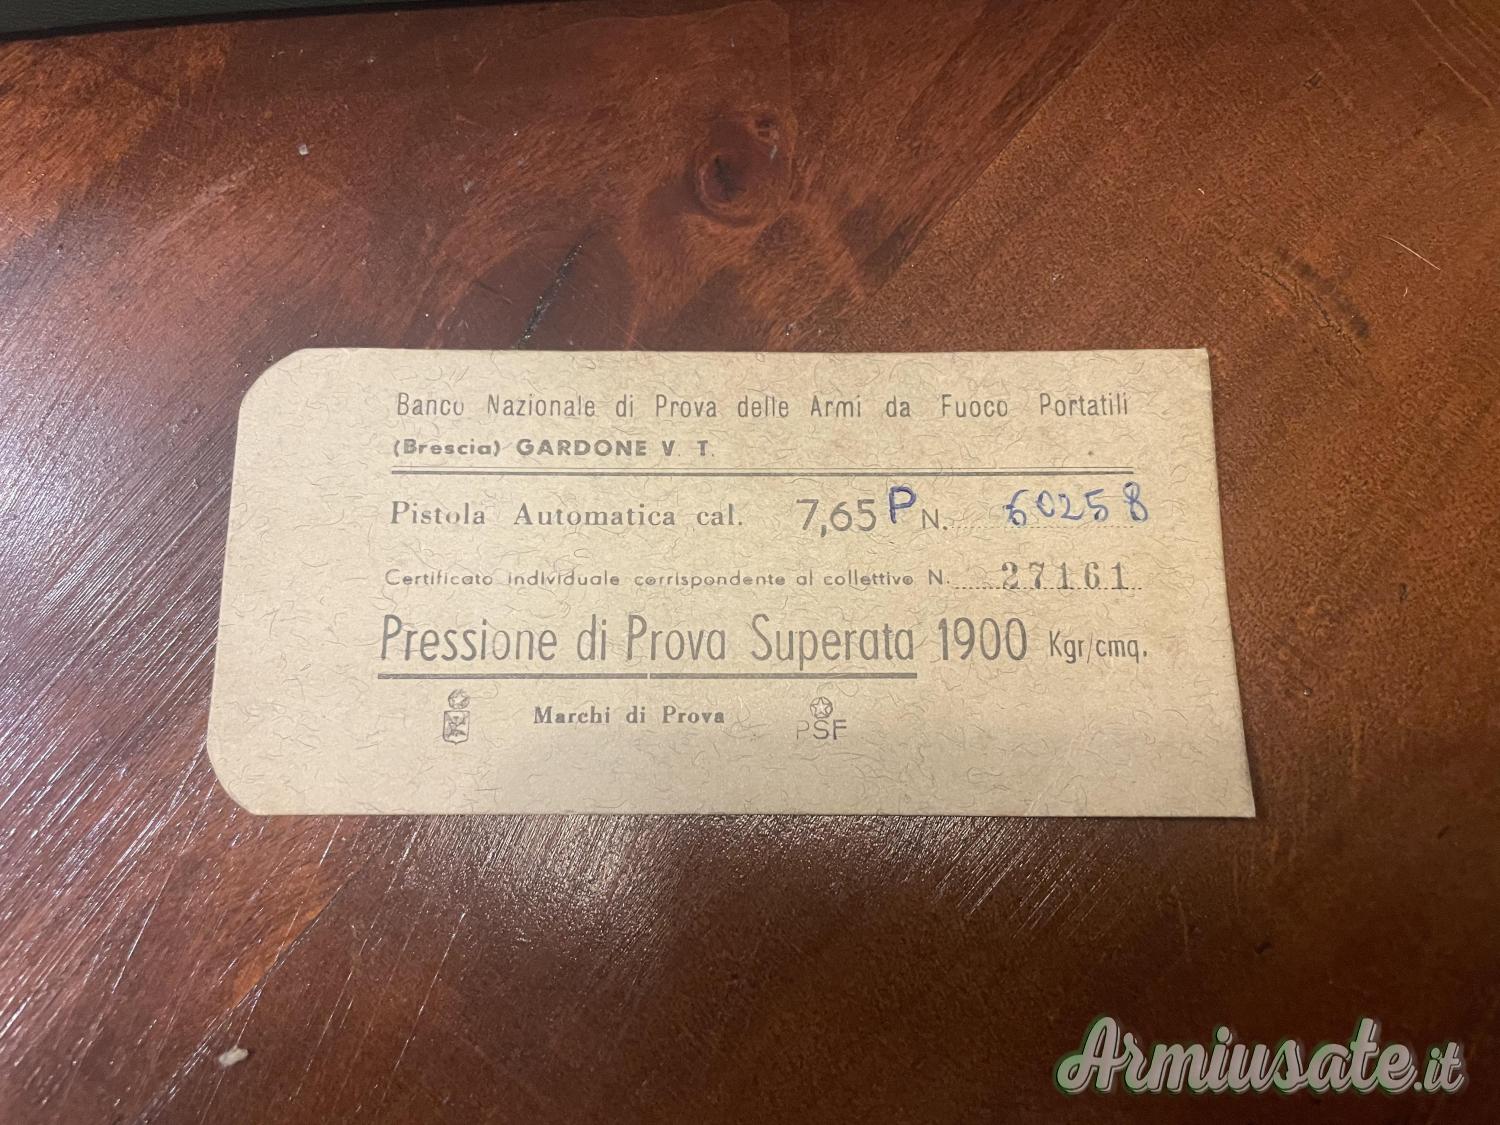 Banco Nazionale di Prova delle Armi da Fuoco Portatili
(Brescia) GARDONE V. T.
Pistola Automatica cal. 7,65 P N. 60258
Certificato individuale corrispondente al collettivo N. 27161
Pressione di Prova Superata 1900 Kgr/cmq.
Marchi di Prova PSF
Armiusate.it